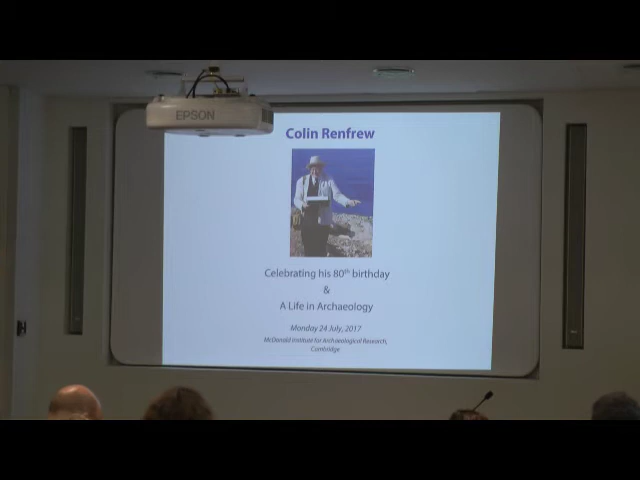 EPSON
Colin Renfrew
Celebrating his 80th birthday
&
A Life in Archaeology
Monday 24 July, 2017
McDonald Institute for Archaeological Research,
Cambridge